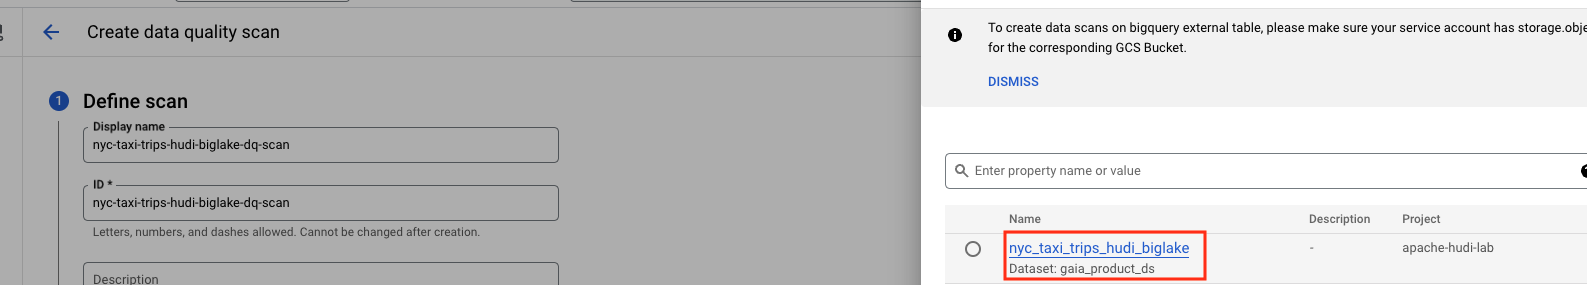 Create data quality scan
1 Define scan
Display name
nyc-taxi-trips-hudi-biglake-dq-scan
ID *
nyc-taxi-trips-hudi-biglake-dq-scan
Letters, numbers, and dashes allowed. Cannot be changed after creation.
Description
To create data scans on bigquery external table, please make sure your service account has
for the corresponding GCS Bucket.
DISMISS
Enter property name or value
Name Description Project
nyc_taxi_trips_hudi_biglake - apache-hudi-lab
Dataset: gaia_product_ds